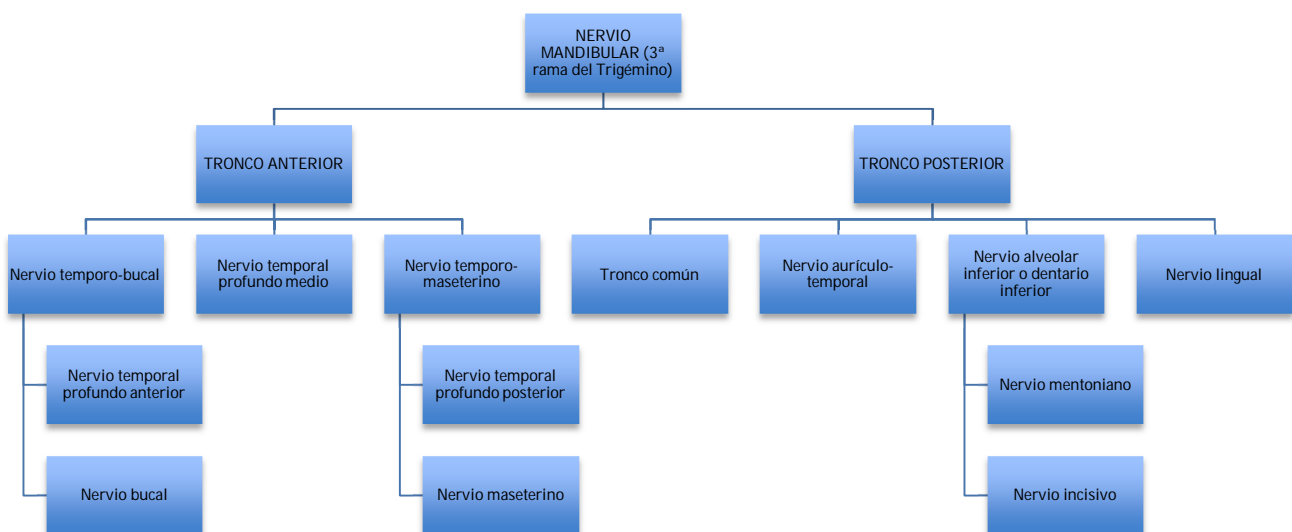 NERVIO
MANDIBULAR (3ª
rama del Trigémino)
TRONCO ANTERIOR
TRONCO POSTERIOR
Nervio temporo-bucal
Nervio temporal
profundo medio
Nervio temporo-
maseterino
Tronco común
Nervio aurículo-
temporal
Nervio alveolar
inferior o dentario
inferior
Nervio lingual
Nervio temporal
profundo anterior
Nervio temporal
profundo posterior
Nervio mentoniano
Nervio bucal
Nervio maseterino
Nervio incisivo